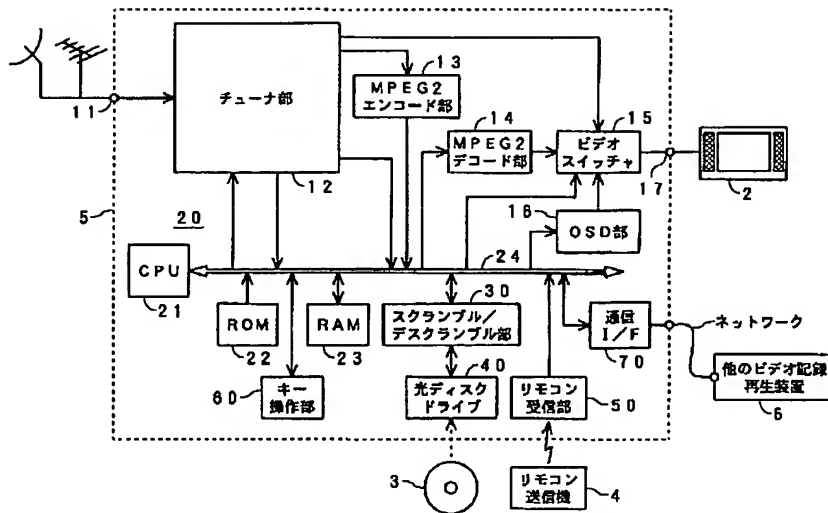 13
MPEG2
エンコード部
チューナ部
11
12
14
MPEG2
デコード部
15
ビデオ
スイッチャ
17
2
16
OSD部
5
20
24
CPU
21
ROM
22
RAM
23
30
スクランブル/
デスクランブル部
通信
I/F
70
ネットワーク
60
キー
操作部
40
光ディスク
ドライブ
リモコン
受信部
50
他のビデオ記録
再生装置
6
3
リモコン
送信機
4